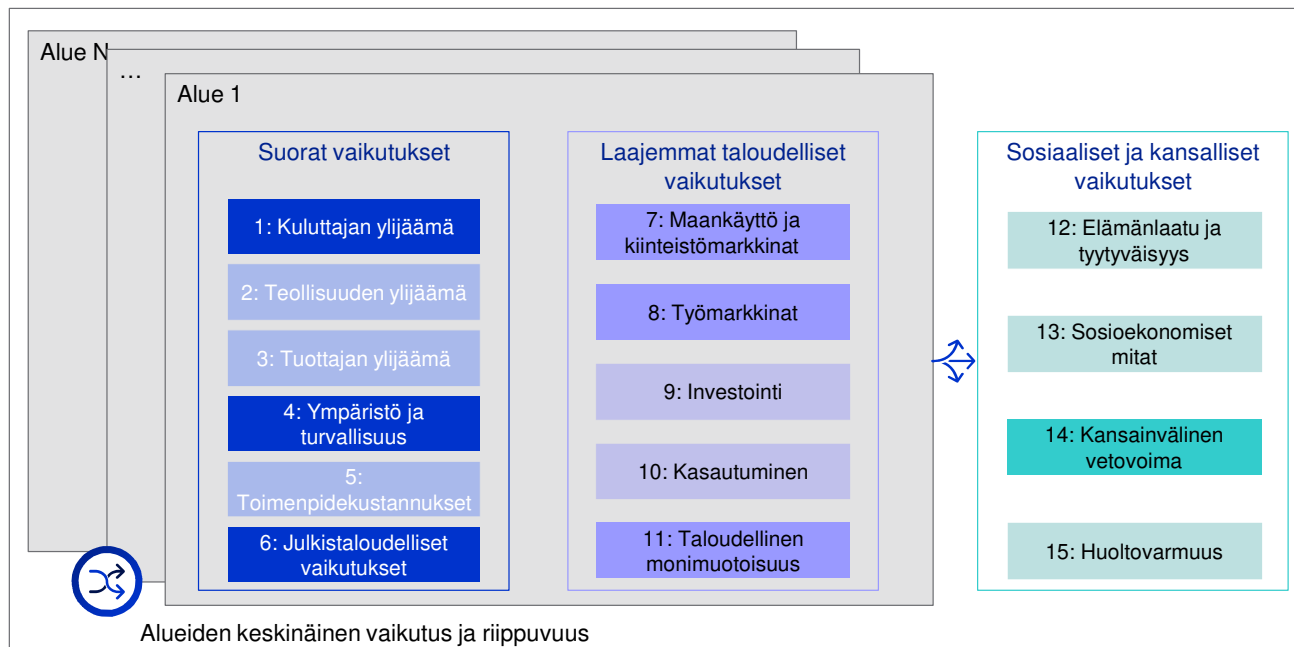 Alue N
…
Alue 1
Suorat vaikutukset
1: Kuluttajan ylijäämä
2: Teollisuuden ylijäämä
3: Tuottajan ylijäämä
4: Ympäristö ja
turvallisuus
5:
Toimenpidekustannukset
6: Julkistaloudelliset
vaikutukset
Laajemmat taloudelliset
vaikutukset
7: Maankäyttö ja
kiinteistömarkkinat
8: Työmarkkinat
9: Investointi
10: Kasautuminen
11: Taloudellinen
monimuotoisuus
Sosiaaliset ja kansalliset
vaikutukset
12: Elämänlaatu ja
tyytyväisyys
13: Sosioekonomiset
mitat
14: Kansainvälinen
vetovoima
15: Huoltovarmuus
Alueiden keskinäinen vaikutus ja riippuvuus